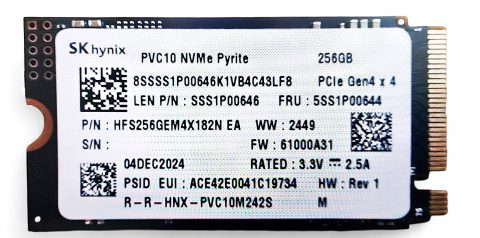 SK hynix
PVC10 NVMe Pyrite 256GB
8SSSS1P00646K1VB4C43LF8 PCIe Gen4 x 4
LEN P/N : SSS1P00646 FRU : 5SS1P00644
P/N : HFS256GEM4X182N EA WW : 2449
S/N : FW : 61000A31
04DEC2024 RATED : 3.3V ⎓ 2.5A
PSID EUI : ACE42E0041C19734 HW : Rev 1
R-R-HNX-PVC10M242S M